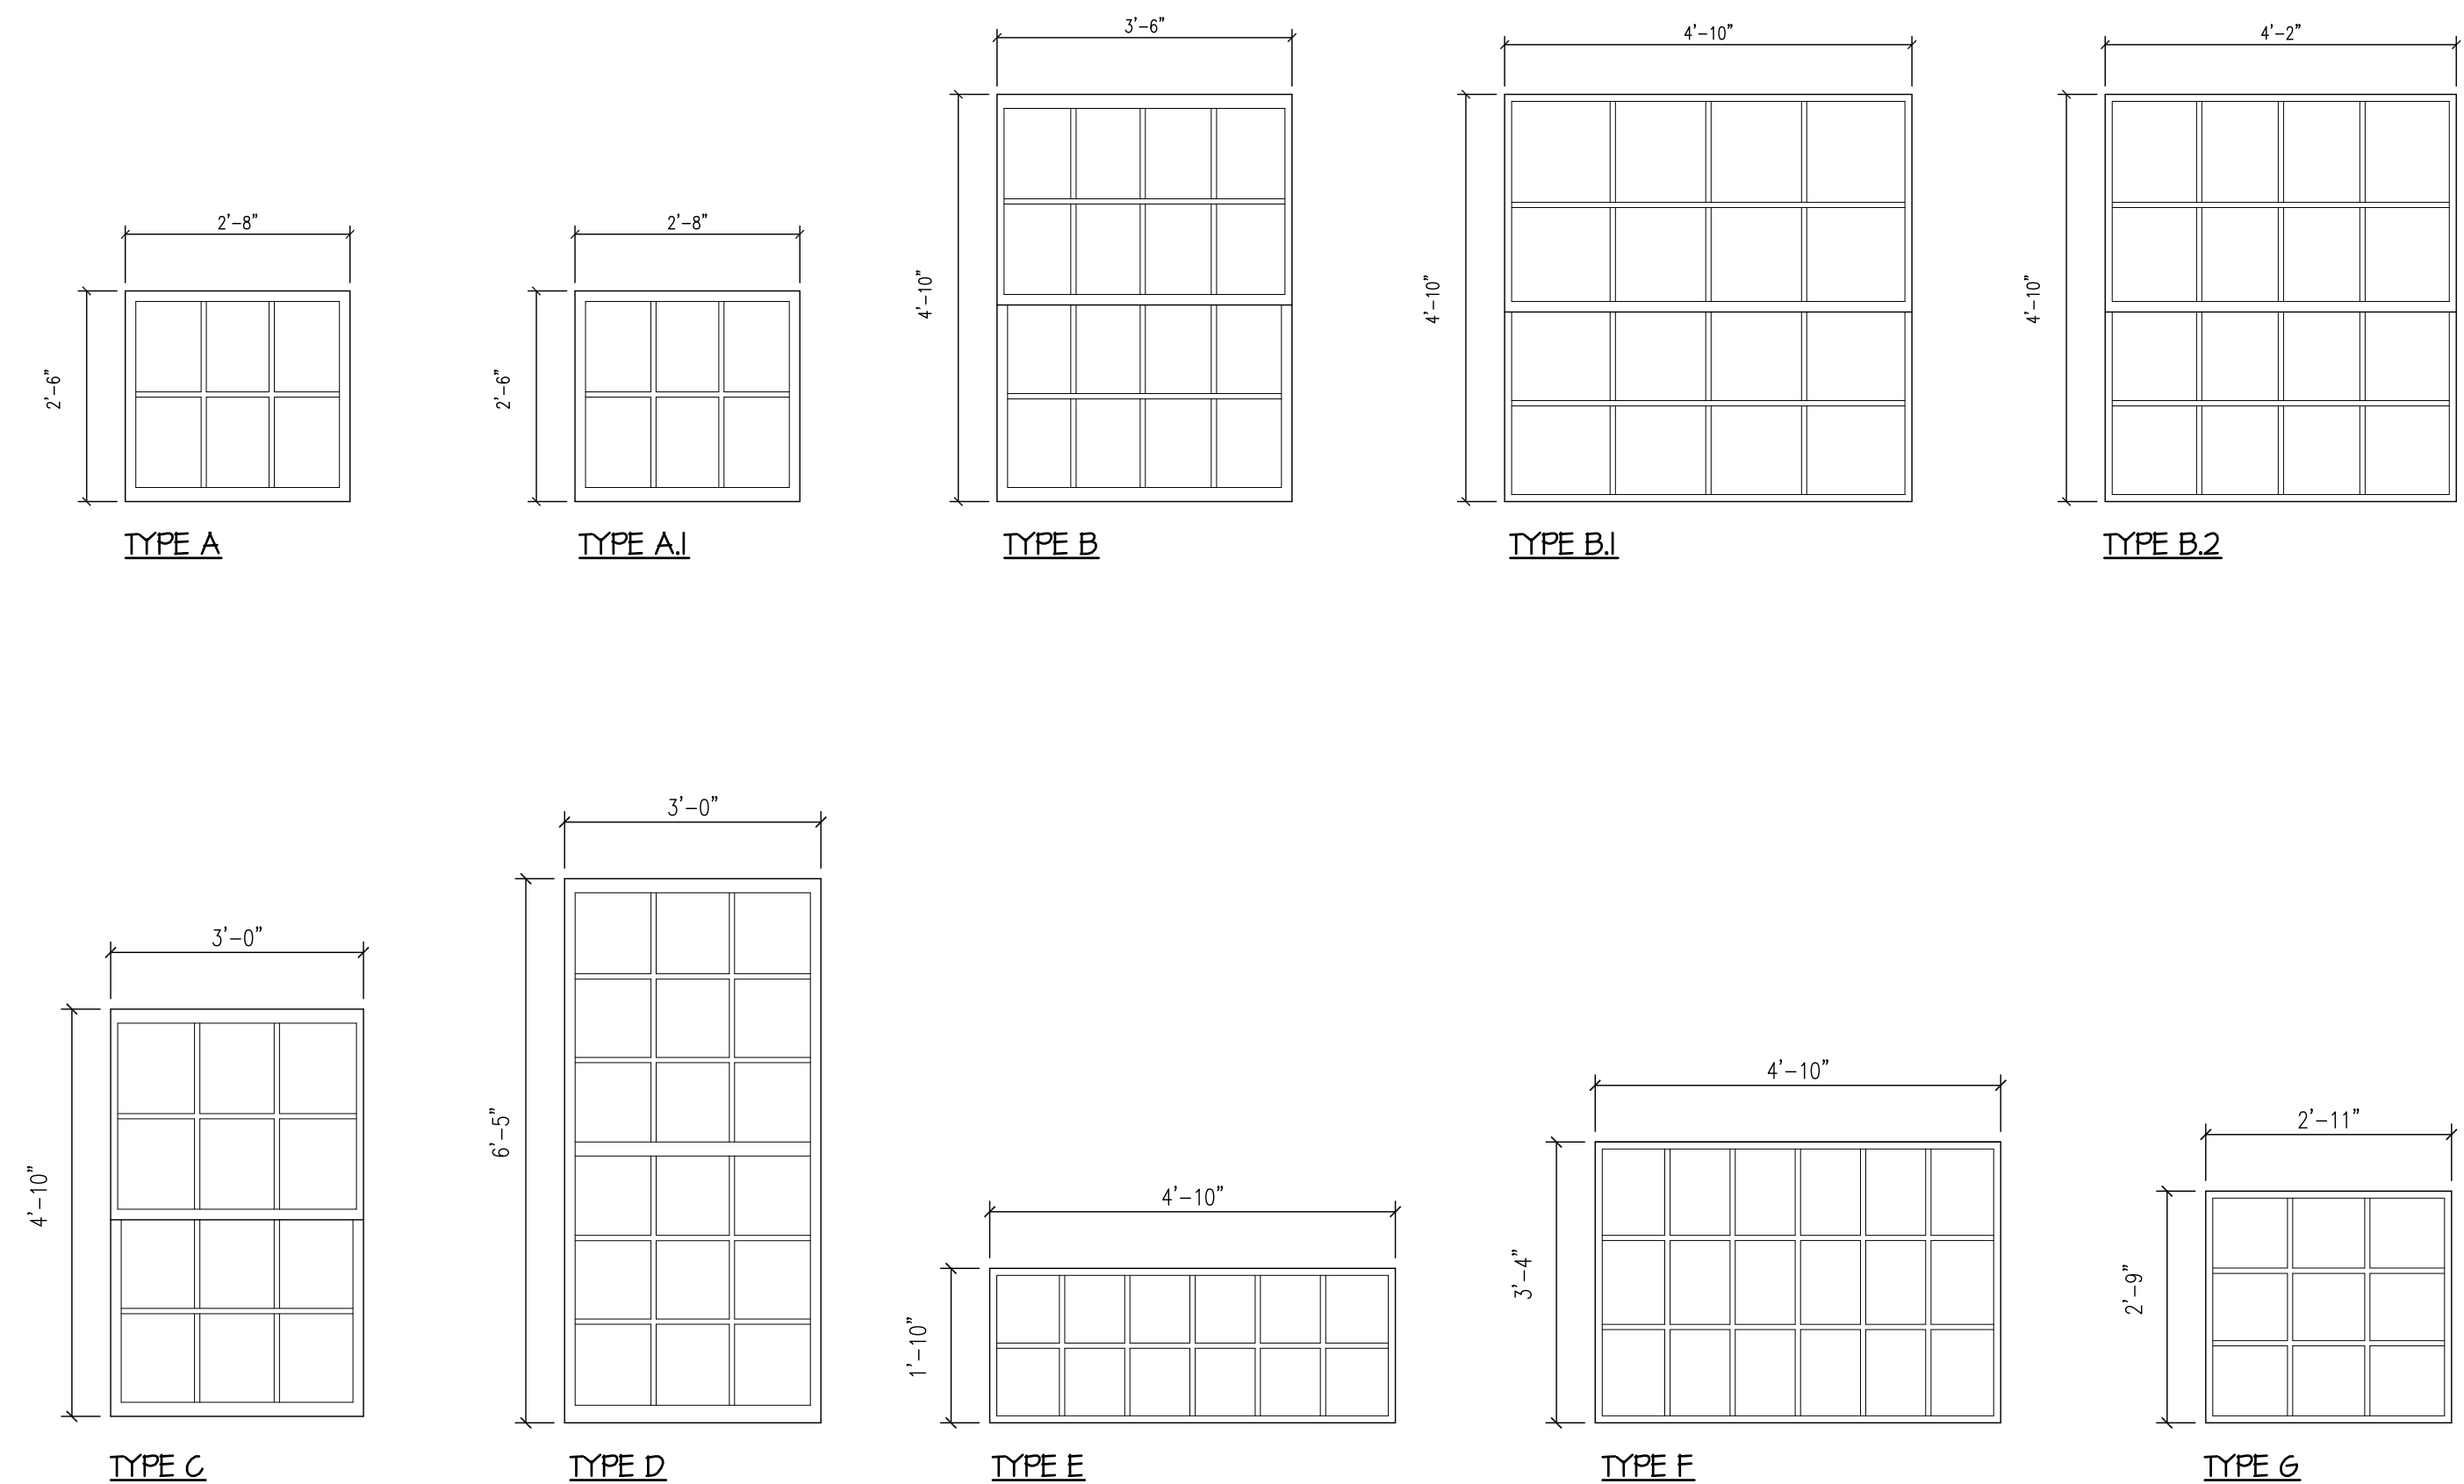 3'-6"
4'-10"
4'-2"
2'-8"
2'-8"
4'-10"
4'-10"
4'-10"
2'-6"
2'-6"
TYPE A
TYPE A.1
TYPE B
TYPE B.1
TYPE B.2
3'-0"
3'-0"
4'-10"
2'-11"
4'-10"
6'-5"
4'-10"
1'-10"
3'-4"
2'-9"
TYPE C
TYPE D
TYPE E
TYPE F
TYPE G